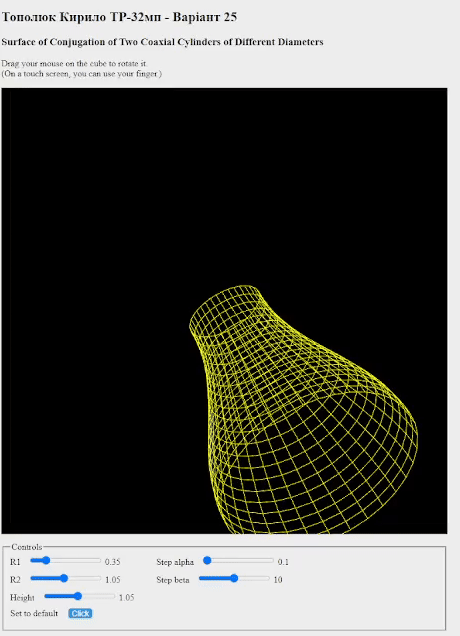 Тополюк Кирило ТР-32мп - Варіант 25
Surface of Conjugation of Two Coaxial Cylinders of Different Diameters
Drag your mouse on the cube to rotate it.
(On a touch screen, you can use your finger.)
Controls
R1 0.35 Step alpha 0.1
R2 1.05 Step beta 10
Height 1.05
Set to default Click